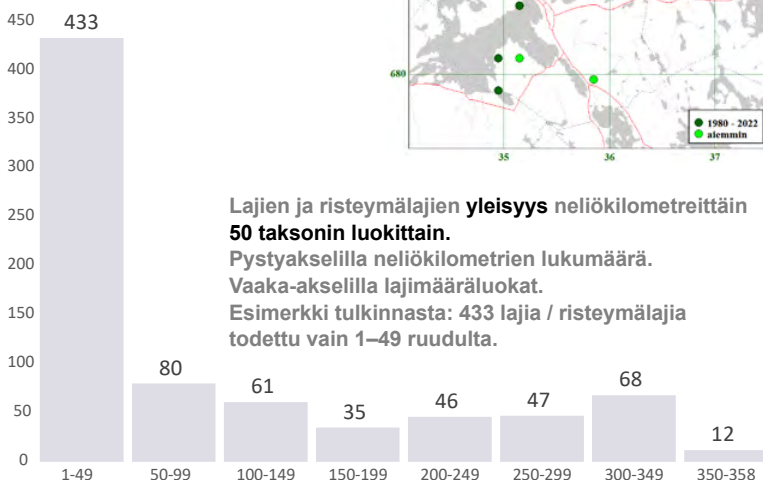 680
1980 - 2022
aiemmin
35 36 37
Lajien ja risteymälajien yleisyys neliökilometreittäin
50 taksonin luokittain.
Pystyakselilla neliökilometrien lukumäärä.
Vaaka-akselilla lajimääräluokat.
Esimerkki tulkinnasta: 433 lajia / risteymälajia
todettu vain 1–49 ruudulta.
450
400
350
300
250
200
150
100
50
0
433
80
61
35
46
47
68
12
1-49 50-99 100-149 150-199 200-249 250-299 300-349 350-358